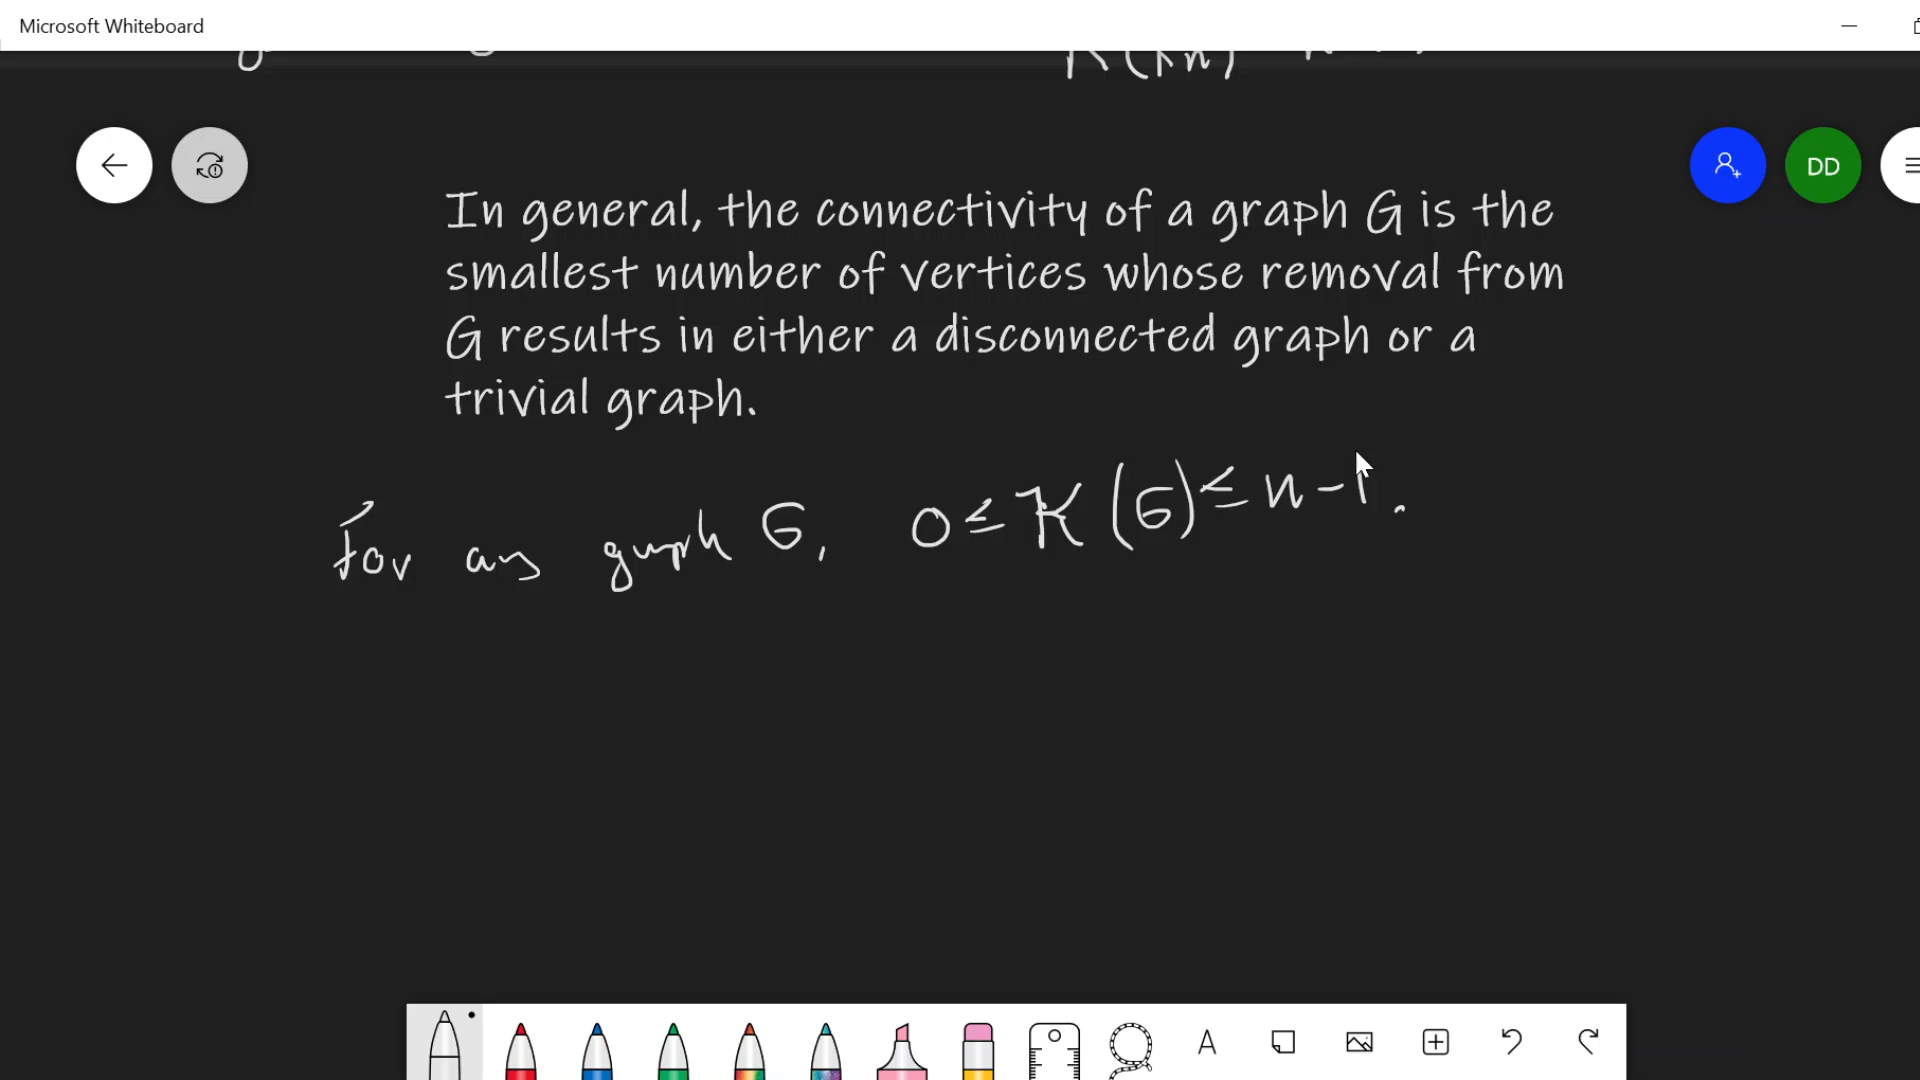 Microsoft Whiteboard
DD
In general, the connectivity of a graph G is the
smallest number of vertices whose removal from
G results in either a disconnected graph or a
trivial graph.
For any graph G, 0 ≤ K (G) ≤ n - 1 .
A